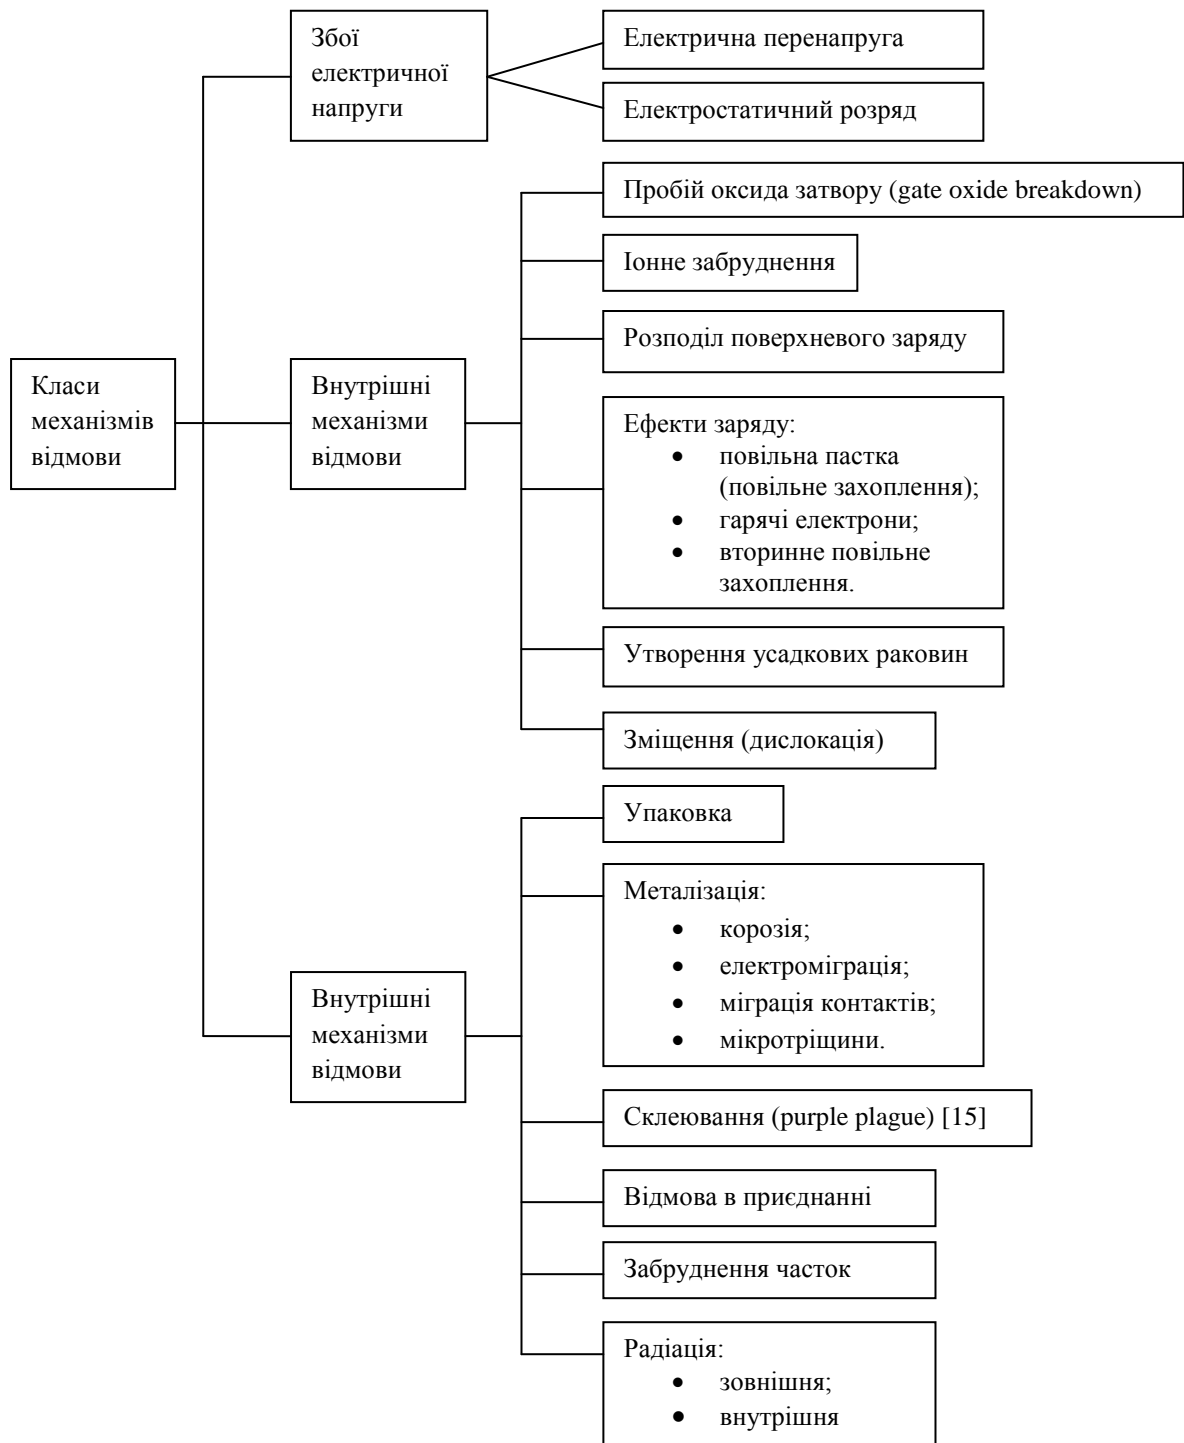 Збої
електричної
напруги
Електрична перенапруга
Електростатичний розряд
Пробій оксида затвору (gate oxide breakdown)
Іонне забруднення
Розподіл поверхневого заряду
Класи
механізмів
відмови
Внутрішні
механізми
відмови
Ефекти заряду:
• повільна пастка
(повільне захоплення);
• гарячі електрони;
• вторинне повільне
захоплення.
Утворення усадкових раковин
Зміщення (дислокація)
Упаковка
Металізація:
• корозія;
• електроміграція;
• міграція контактів;
• мікротріщини.
Внутрішні
механізми
відмови
Склеювання (purple plague) [15]
Відмова в приєднанні
Забруднення часток
Радіація:
• зовнішня;
• внутрішня